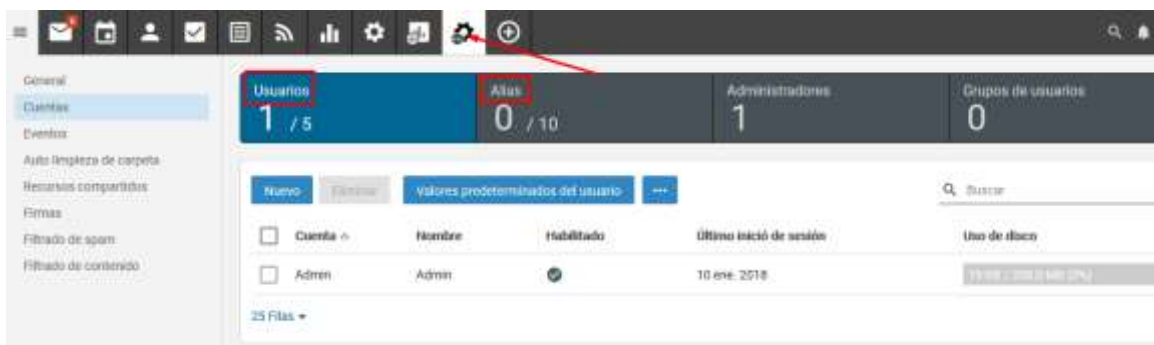 General
Cuentas
Eventos
Auto limpieza de carpeta
Recursos compartidos
Firmas
Filtrado de spam
Filtrado de contenido
Usuarios
1 / 5
Alias
0 / 10
Administradores
1
Grupos de usuarios
0
Nuevo Eliminar Valores predeterminados del usuario ••• Buscar
Cuenta Nombre Habilitado Último inició de sesión Uso de disco
Admin Admin 10 ene. 2018
25 Filas